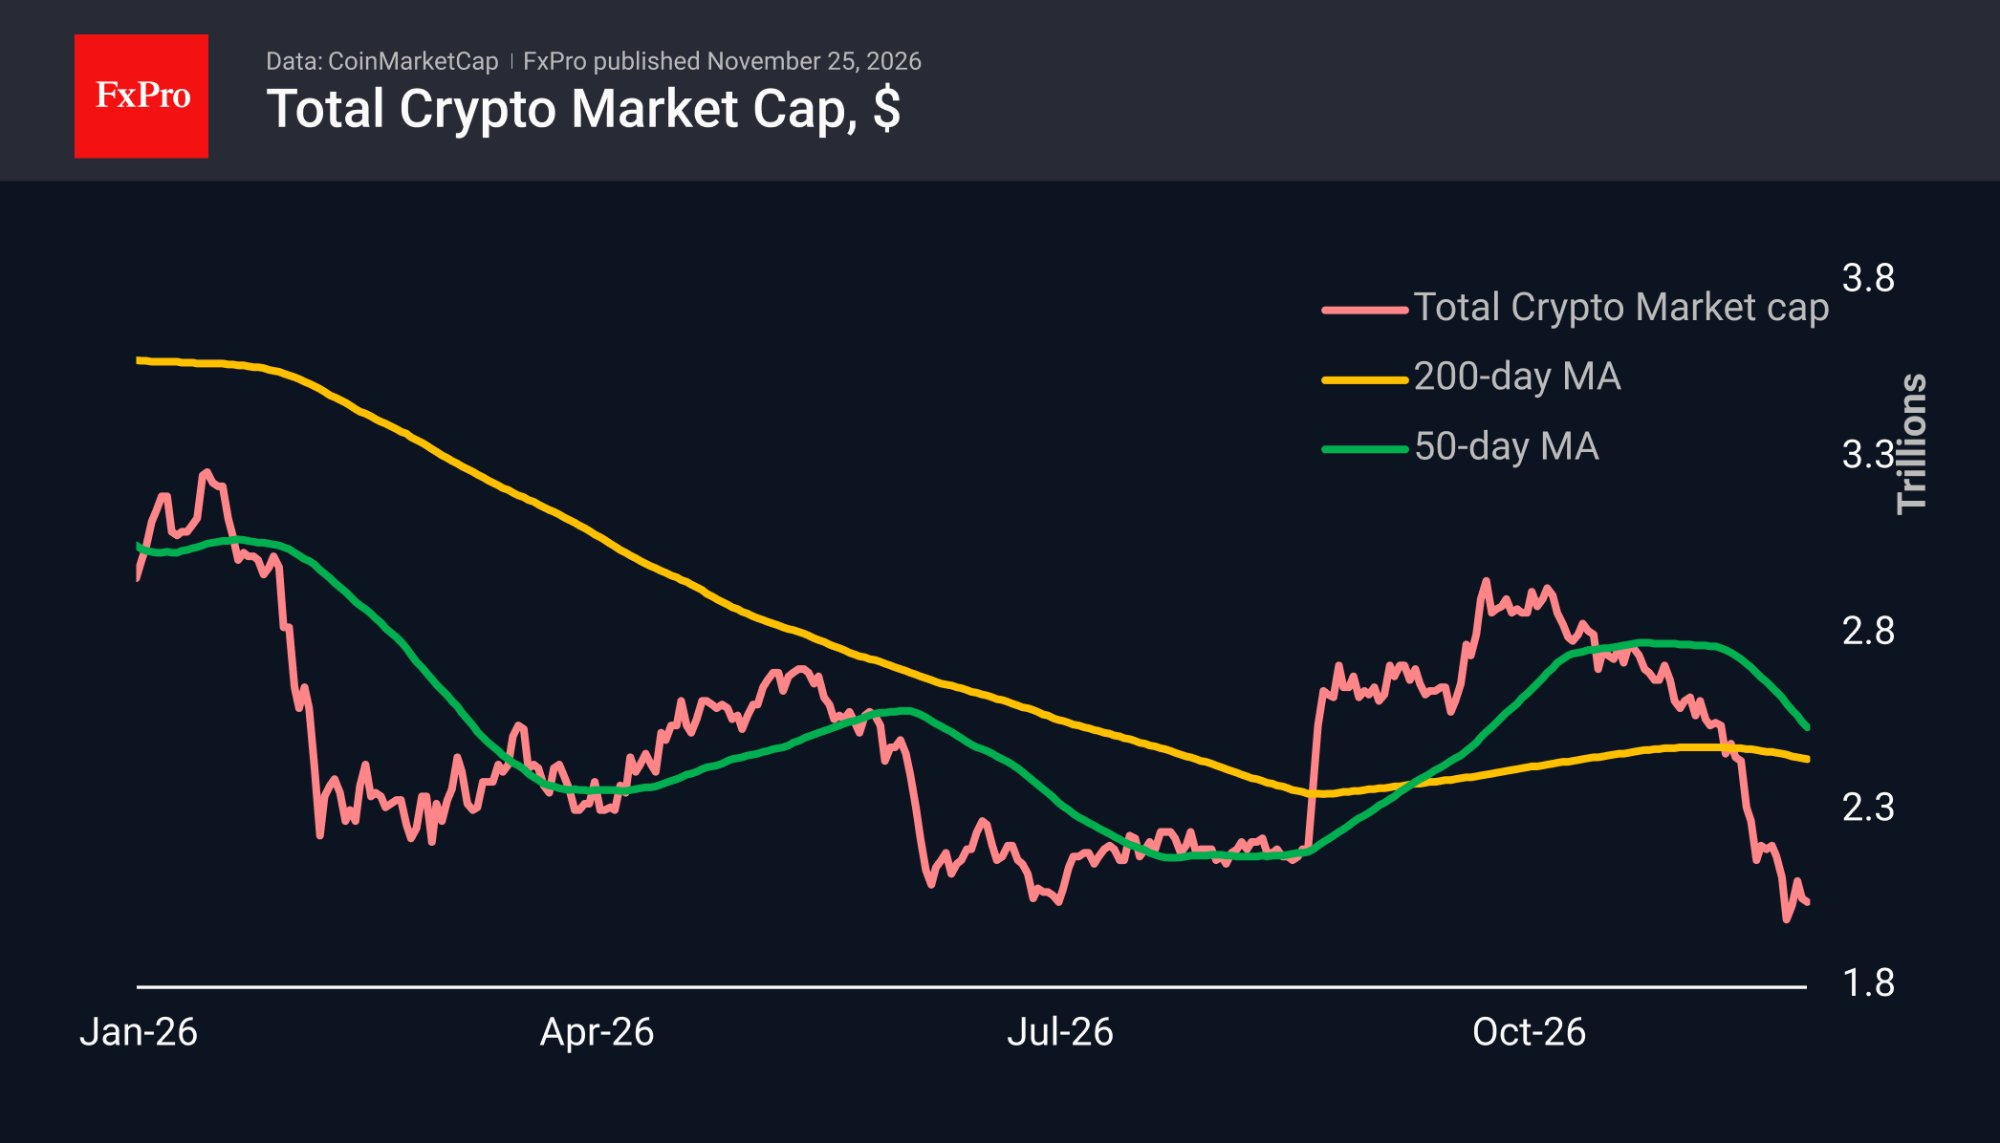 FxPro
Data: CoinMarketCap | FxPro published November 25, 2026
Total Crypto Market Cap, $
Total Crypto Market cap
200-day MA
50-day MA
3.8
3.3
2.8
2.3
1.8
Trillions
Jan-26
Apr-26
Jul-26
Oct-26